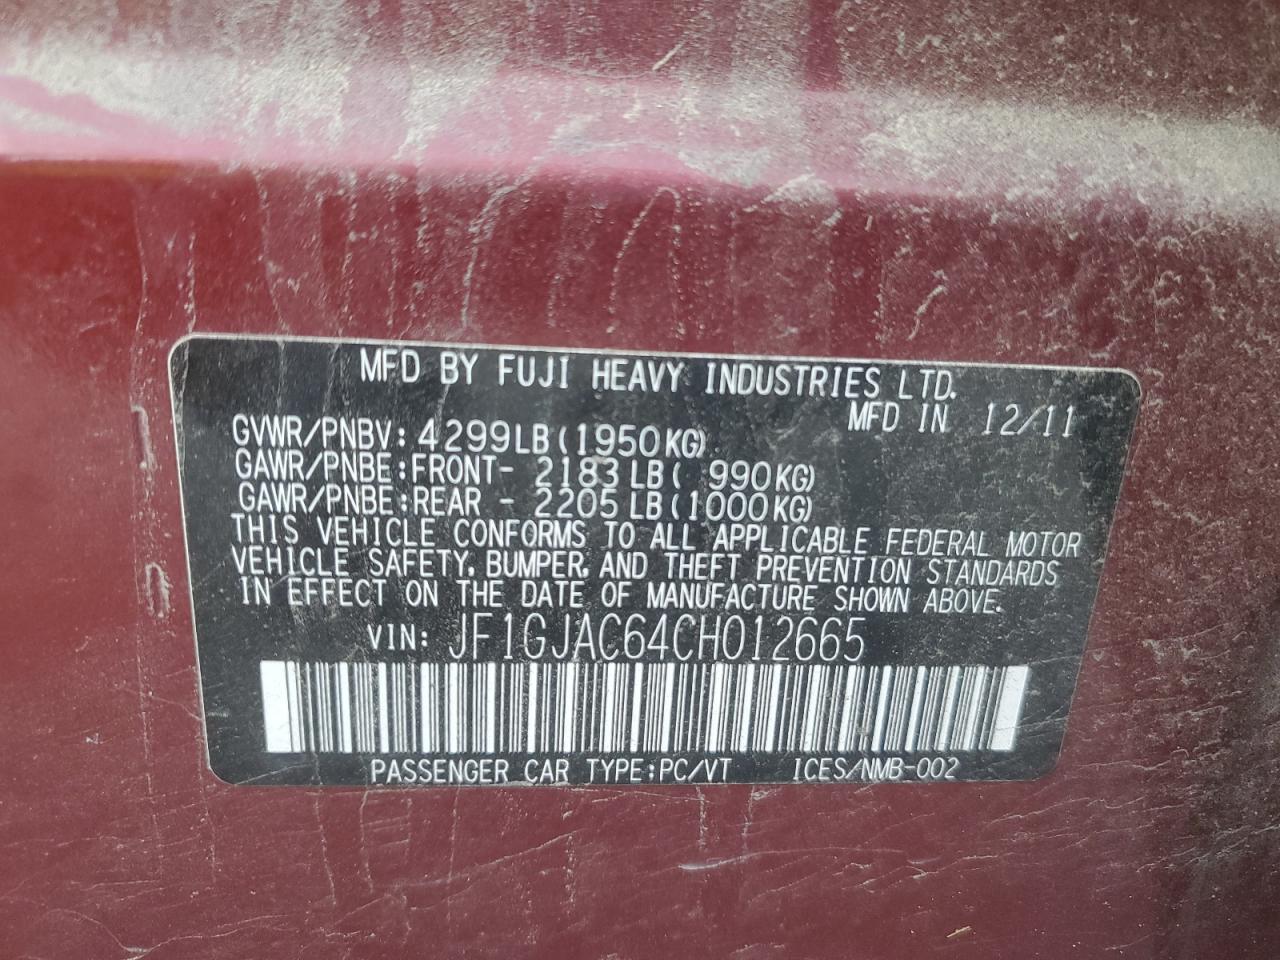 MFD BY FUJI HEAVY INDUSTRIES LTD.
MFD IN 12/11
GVWR/PNBV: 4299LB(1950KG)
GAWR/PNBE:FRONT- 2183LB( 990KG)
GAWR/PNBE:REAR - 2205LB(1000KG)
THIS VEHICLE CONFORMS TO ALL APPLICABLE FEDERAL MOTOR
VEHICLE SAFETY, BUMPER, AND THEFT PREVENTION STANDARDS
IN EFFECT ON THE DATE OF MANUFACTURE SHOWN ABOVE.
VIN: JF1GJAC64CH012665
PASSENGER CAR TYPE:PC/VT ICES/NMB-002